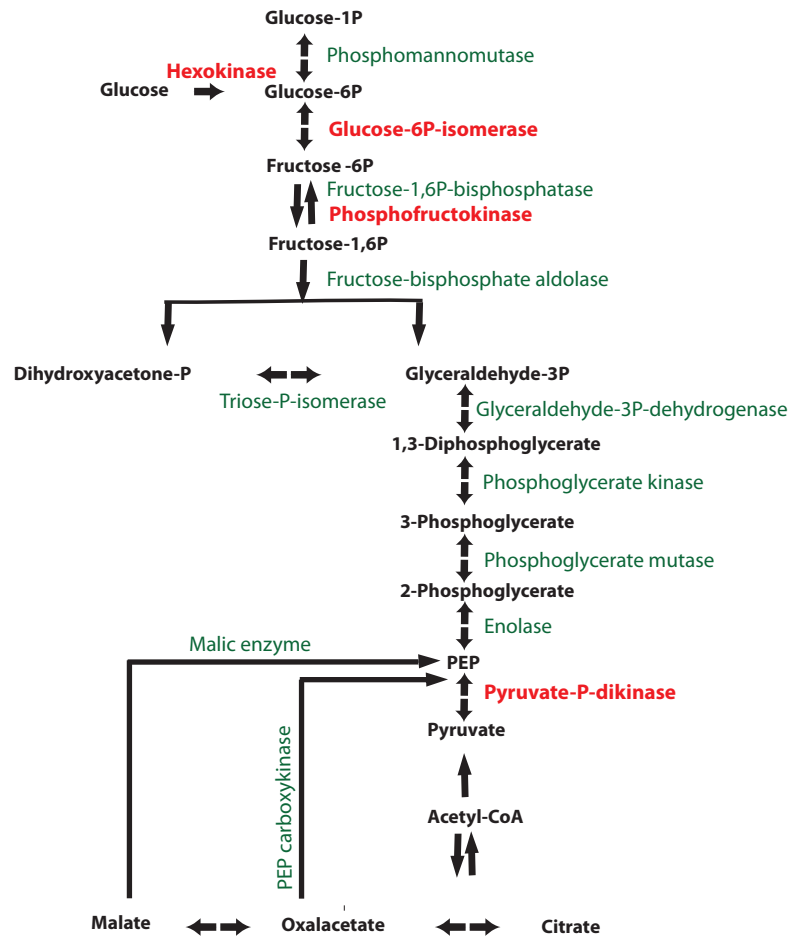 Glucose-1P
Phosphomannomutase
Hexokinase
Glucose
Glucose-6P
Glucose-6P-isomerase
Fructose -6P
Fructose-1,6P-bisphosphatase
Phosphofructokinase
Fructose-1,6P
Fructose-bisphosphate aldolase
Dihydroxyacetone-P
Glyceraldehyde-3P
Triose-P-isomerase
Glyceraldehyde-3P-dehydrogenase
1,3-Diphosphoglycerate
Phosphoglycerate kinase
3-Phosphoglycerate
Phosphoglycerate mutase
2-Phosphoglycerate
Enolase
Malic enzyme
PEP
Pyruvate-P-dikinase
Pyruvate
PEP carboxykinase
Acetyl-CoA
Malate
Oxalacetate
Citrate